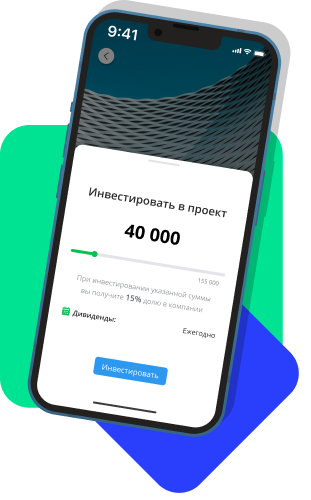 9:41
Инвестировать в проект
40 000
155 000
При инвестировании указанной суммы
вы получите 15% долю в компании
Дивиденды:
Ежегодно
Инвестировать